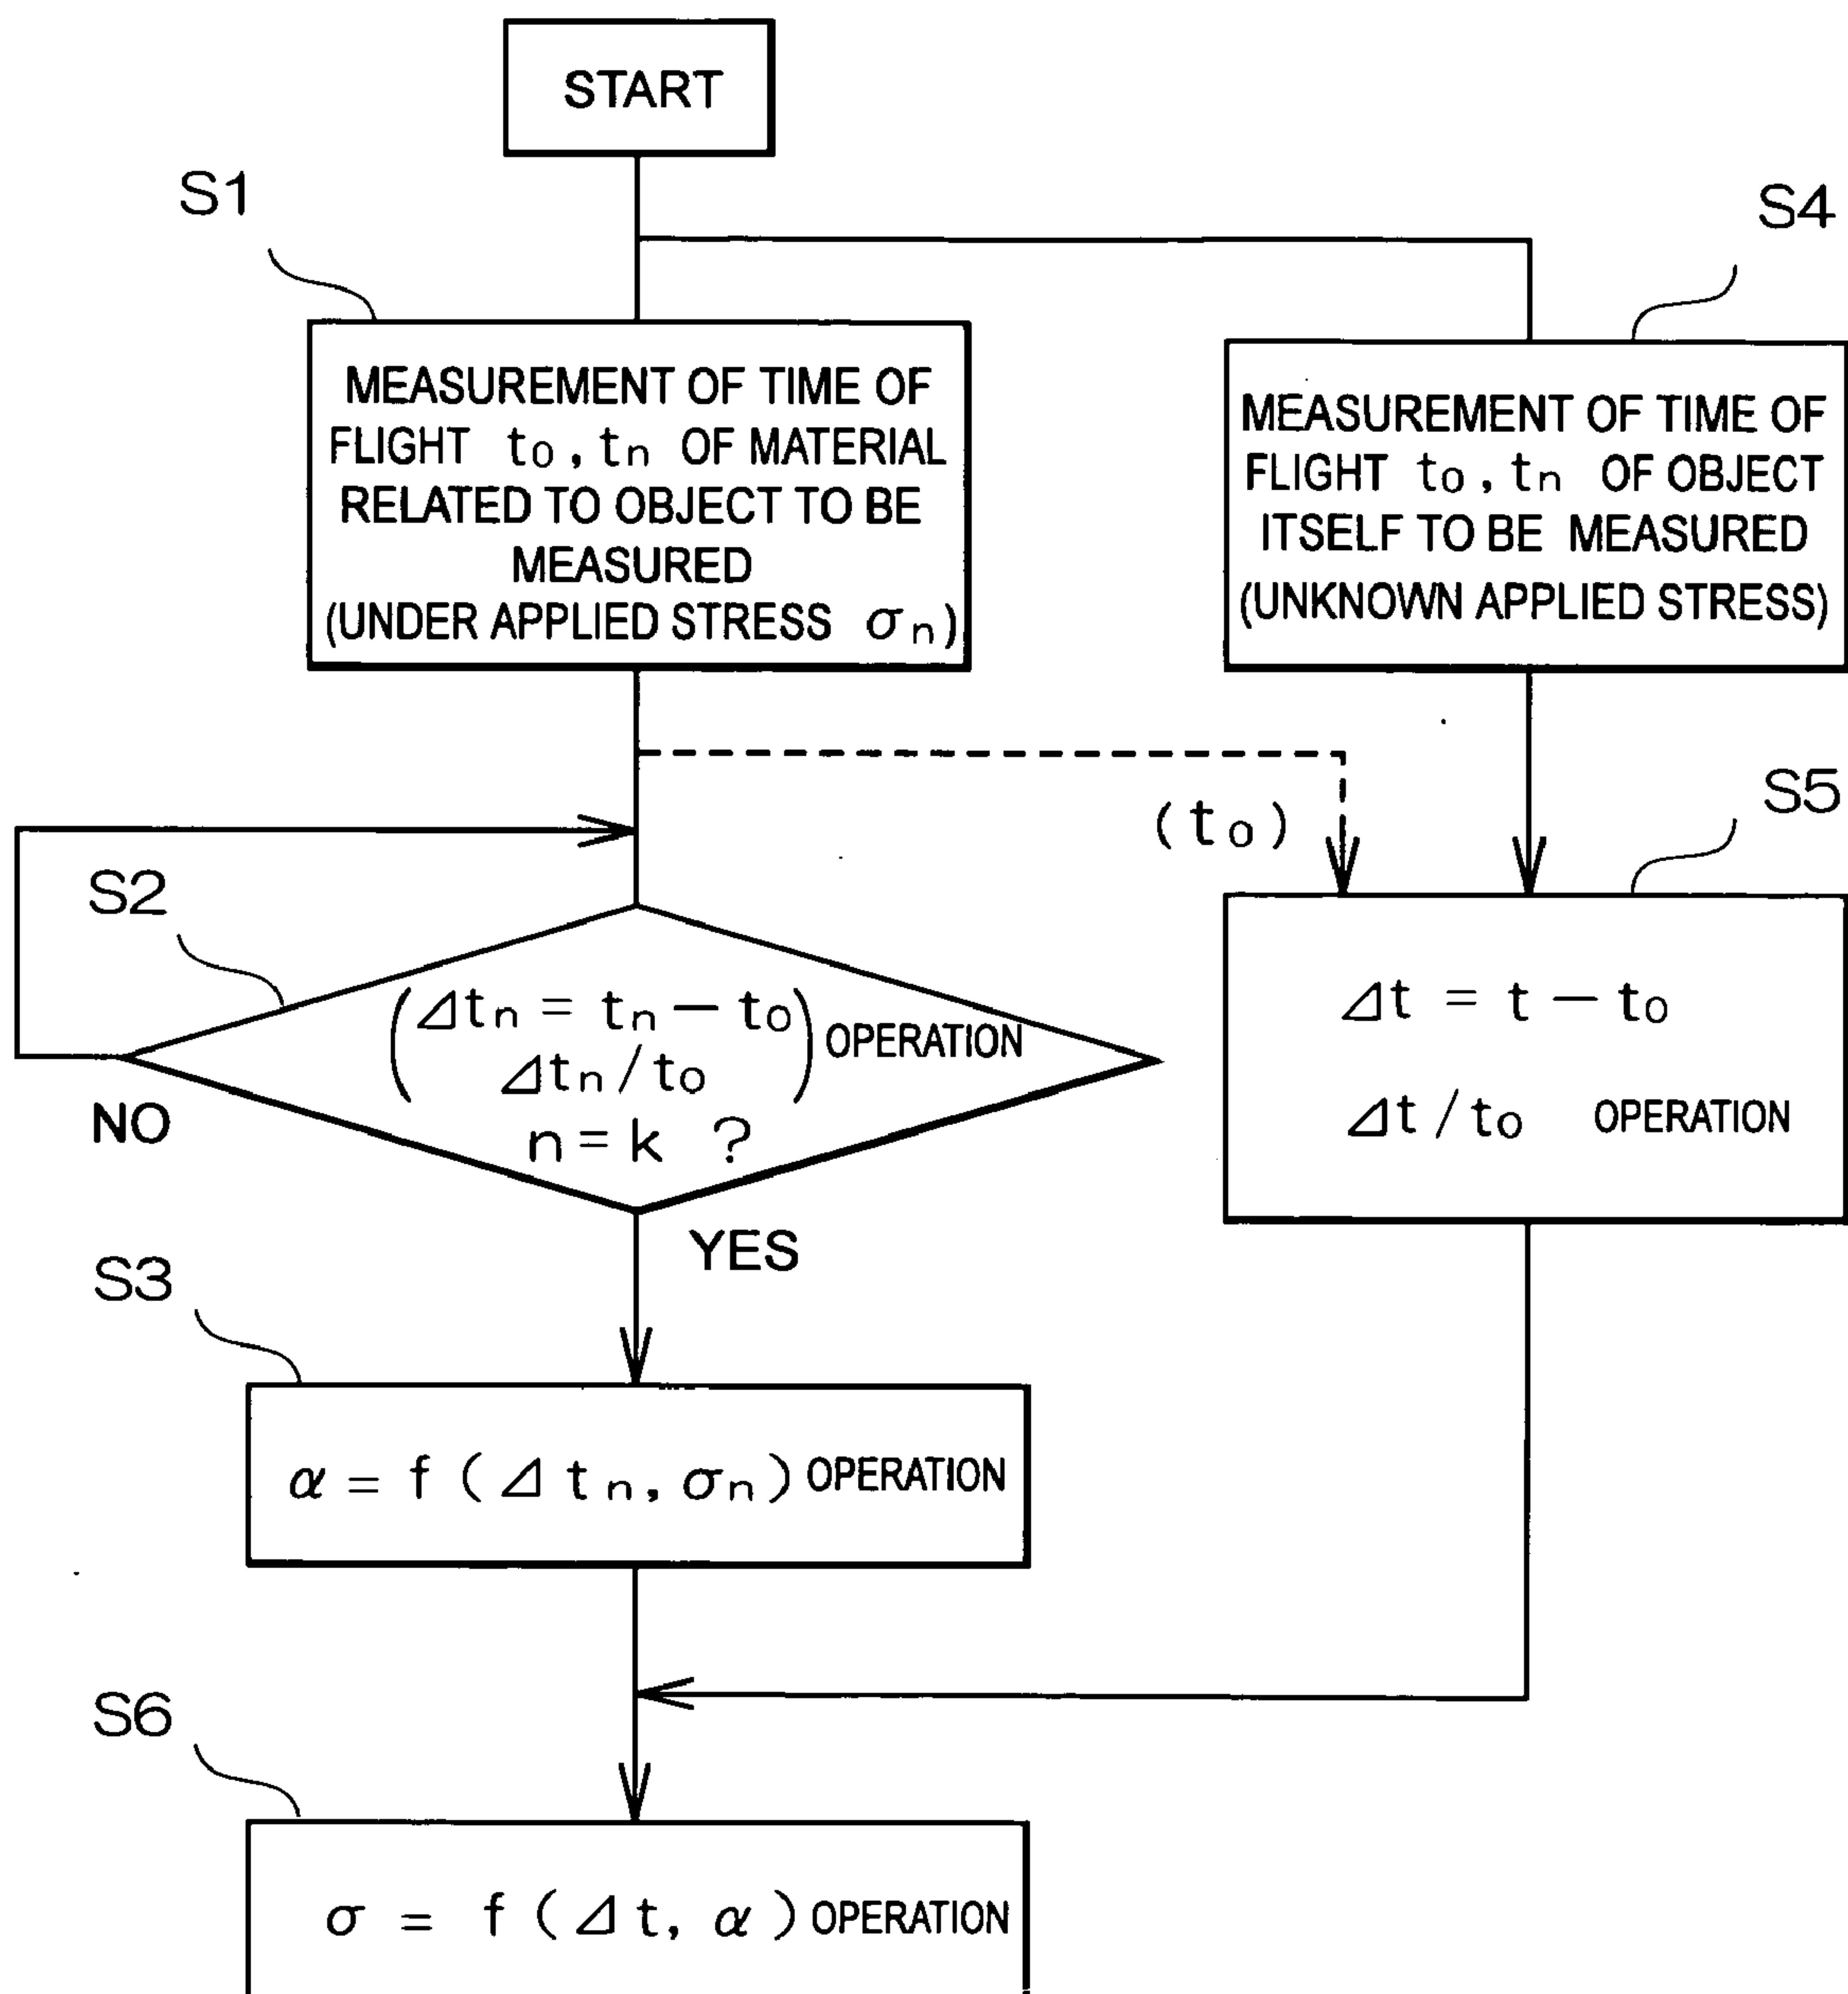 START
S1
MEASUREMENT OF TIME OF
FLIGHT t₀, tₙ OF MATERIAL
RELATED TO OBJECT TO BE
MEASURED
(UNDER APPLIED STRESS σₙ)
S4
MEASUREMENT OF TIME OF
FLIGHT t₀, tₙ OF OBJECT
ITSELF TO BE MEASURED
(UNKNOWN APPLIED STRESS)
(t₀)
S2
(⊿tₙ = tₙ − t₀
⊿tₙ/t₀) OPERATION
n = k ?
NO
YES
S5
⊿t = t − t₀
⊿t/t₀ OPERATION
S3
α = f (⊿tₙ, σₙ) OPERATION
S6
σ = f (⊿t, α) OPERATION